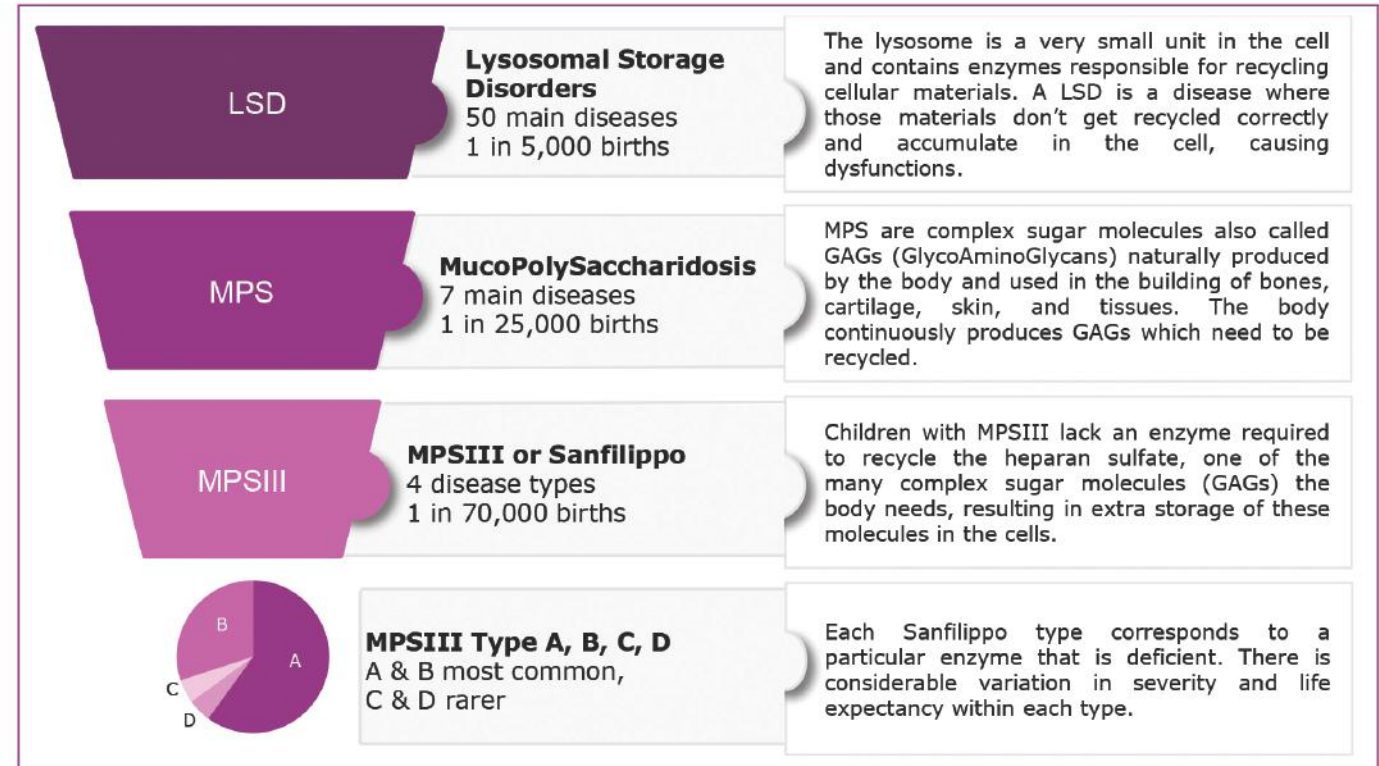 LSD
Lysosomal Storage
Disorders
50 main diseases
1 in 5,000 births
The lysosome is a very small unit in the cell
and contains enzymes responsible for recycling
cellular materials. A LSD is a disease where
those materials don't get recycled correctly
and accumulate in the cell, causing
dysfunctions.
MPS
MucoPolySaccharidosis
7 main diseases
1 in 25,000 births
MPS are complex sugar molecules also called
GAGs (GlycoAminoGlycans) naturally produced
by the body and used in the building of bones,
cartilage, skin, and tissues. The body
continuously produces GAGs which need to be
recycled.
MPSIII
MPSIII or Sanfilippo
4 disease types
1 in 70,000 births
Children with MPSIII lack an enzyme required
to recycle the heparan sulfate, one of the
many complex sugar molecules (GAGs) the
body needs, resulting in extra storage of these
molecules in the cells.
B
A
C
D
MPSIII Type A, B, C, D
A & B most common,
C & D rarer
Each Sanfilippo type corresponds to a
particular enzyme that is deficient. There is
considerable variation in severity and life
expectancy within each type.